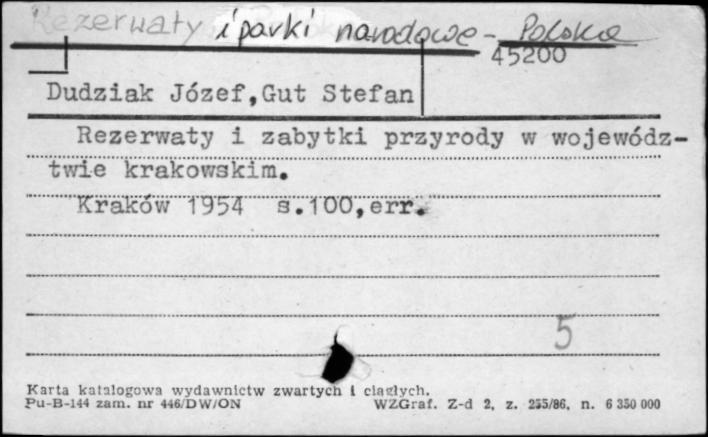 Rezerwaty i parki narodowe - Polska
45200
Dudziak Józef,Gut Stefan
Rezerwaty i zabytki przyrody w wojewódz-
twie krakowskim.
Kraków 1954 s.100,err.
5
Karta katalogowa wydawnictw zwartych i ciągłych.
Pu-B-144 zam. nr 446/DW/ON WZGraf. Z-d 2, z. 255/86, n. 6 350 000